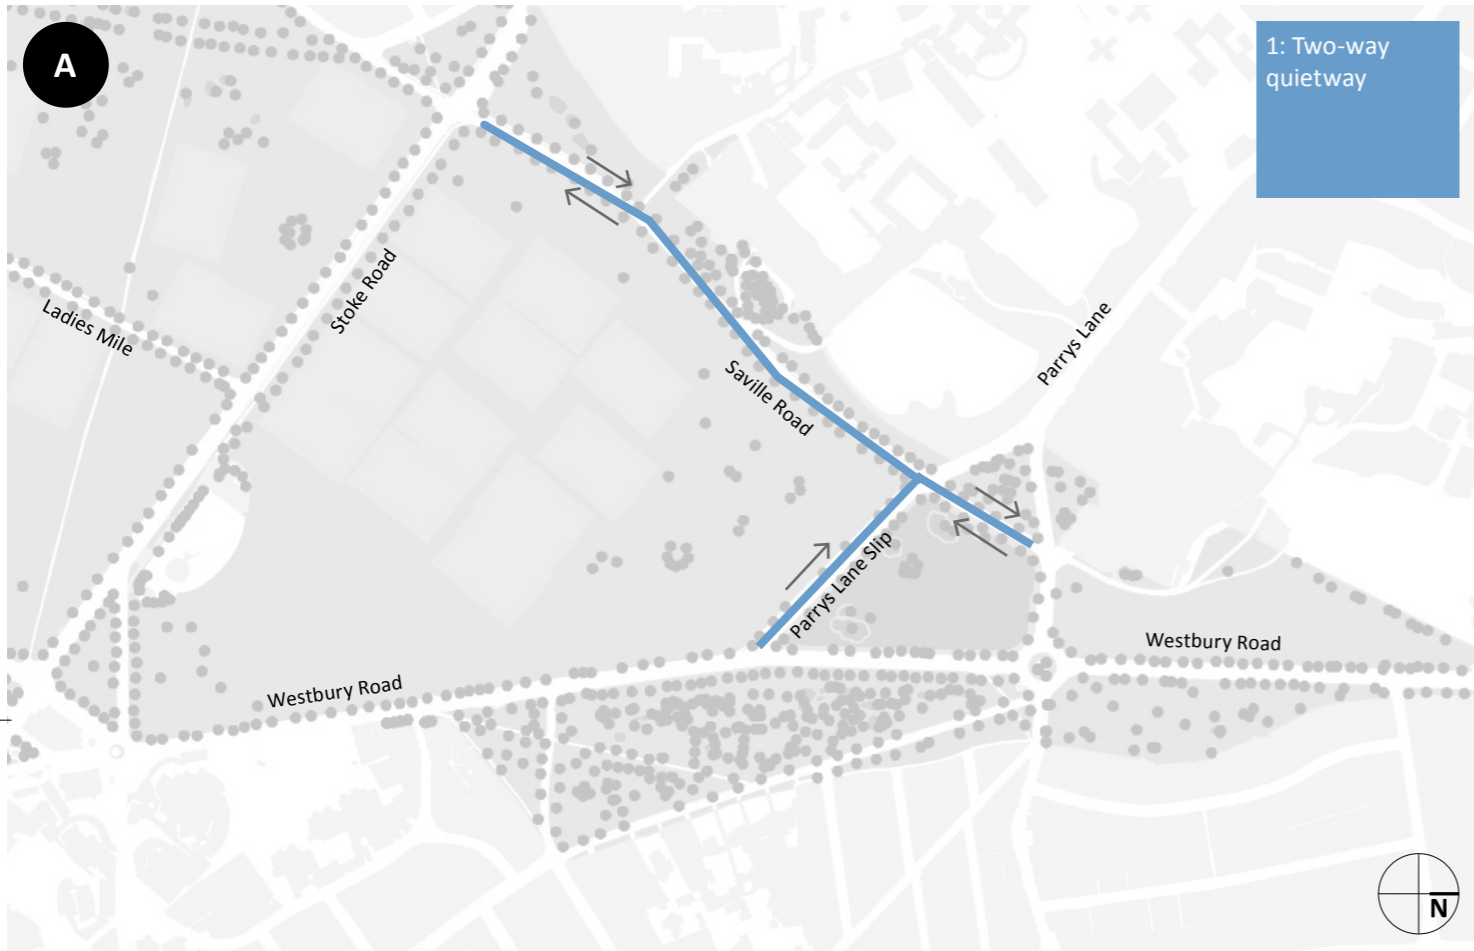 A
1: Two-way
quietway
Ladies Mile
Stoke Road
Parrys Lane
Saville Road
Parrys Lane Slip
Westbury Road
Westbury Road
N